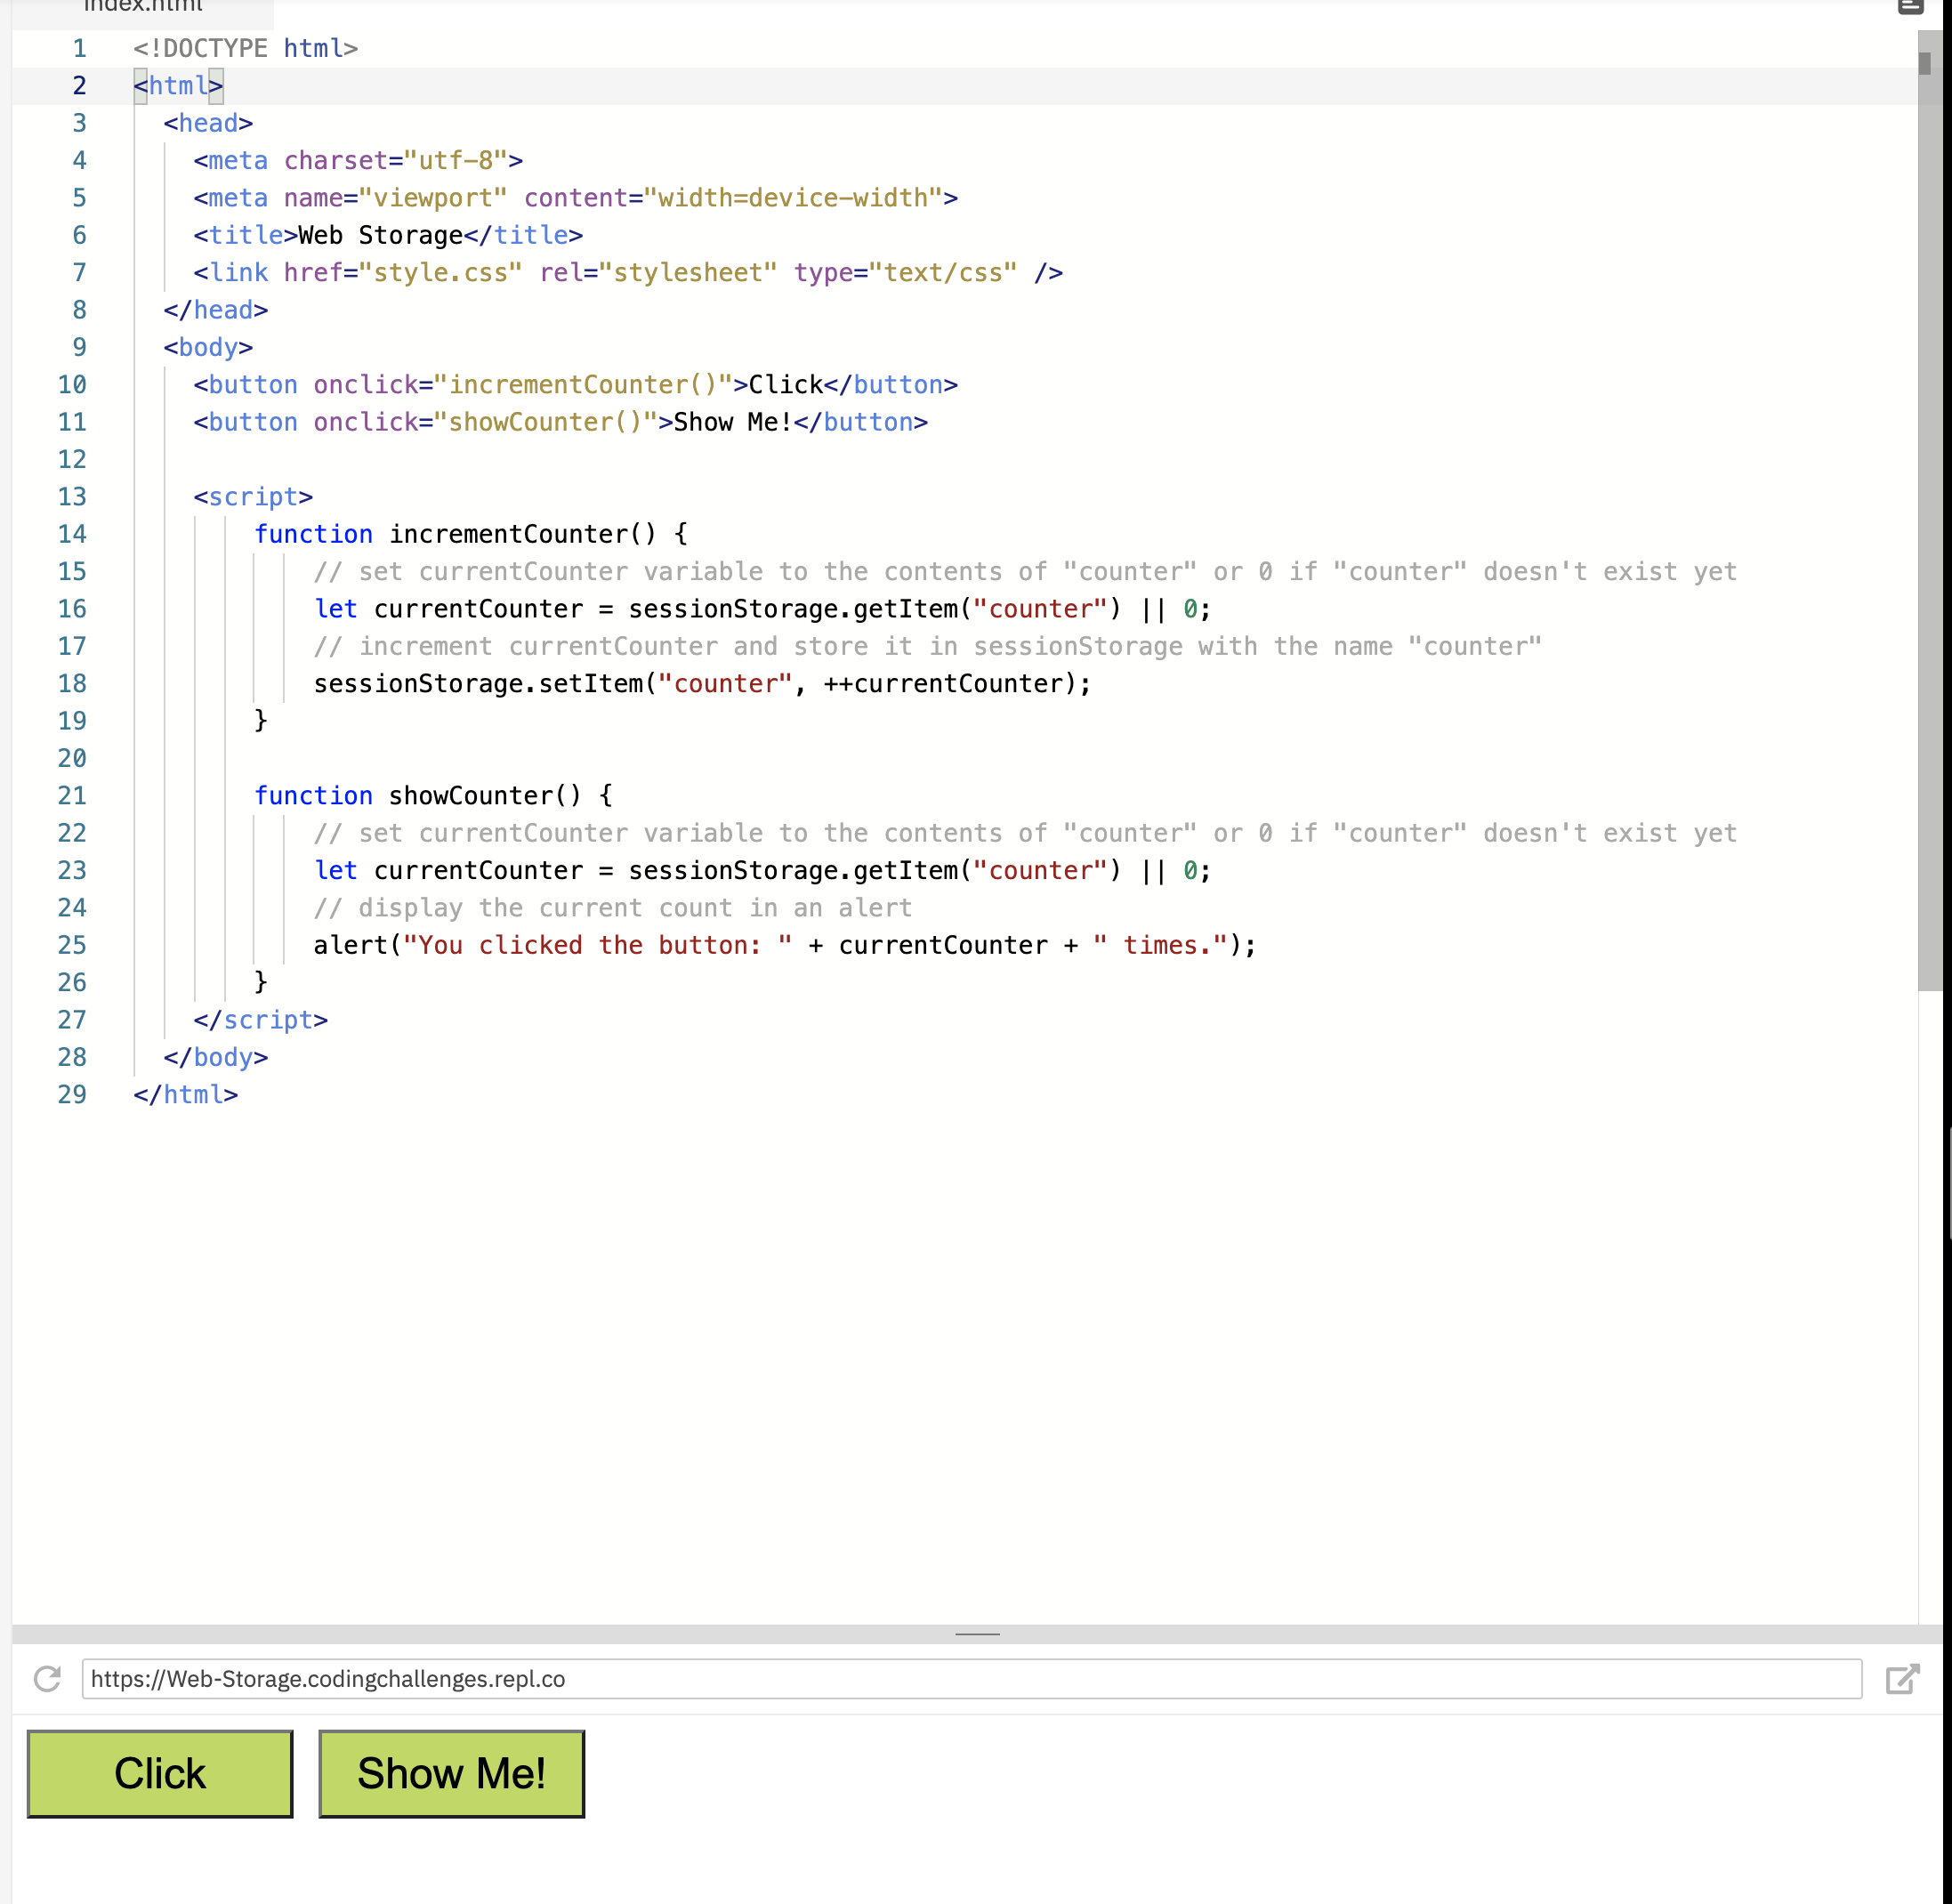 index.html
1 <!DOCTYPE html>
2 <html>
3 <head>
4 <meta charset="utf-8">
5 <meta name="viewport" content="width=device-width">
6 <title>Web Storage</title>
7 <link href="style.css" rel="stylesheet" type="text/css" />
8 </head>
9 <body>
10 <button onclick="incrementCounter()">Click</button>
11 <button onclick="showCounter()">Show Me!</button>
12
13 <script>
14 function incrementCounter() {
15 // set currentCounter variable to the contents of "counter" or 0 if "counter" doesn't exist yet
16 let currentCounter = sessionStorage.getItem("counter") || 0;
17 // increment currentCounter and store it in sessionStorage with the name "counter"
18 sessionStorage.setItem("counter", ++currentCounter);
19 }
20
21 function showCounter() {
22 // set currentCounter variable to the contents of "counter" or 0 if "counter" doesn't exist yet
23 let currentCounter = sessionStorage.getItem("counter") || 0;
24 // display the current count in an alert
25 alert("You clicked the button: " + currentCounter + " times.");
26 }
27 </script>
28 </body>
29 </html>
https://Web-Storage.codingchallenges.repl.co
Click Show Me!